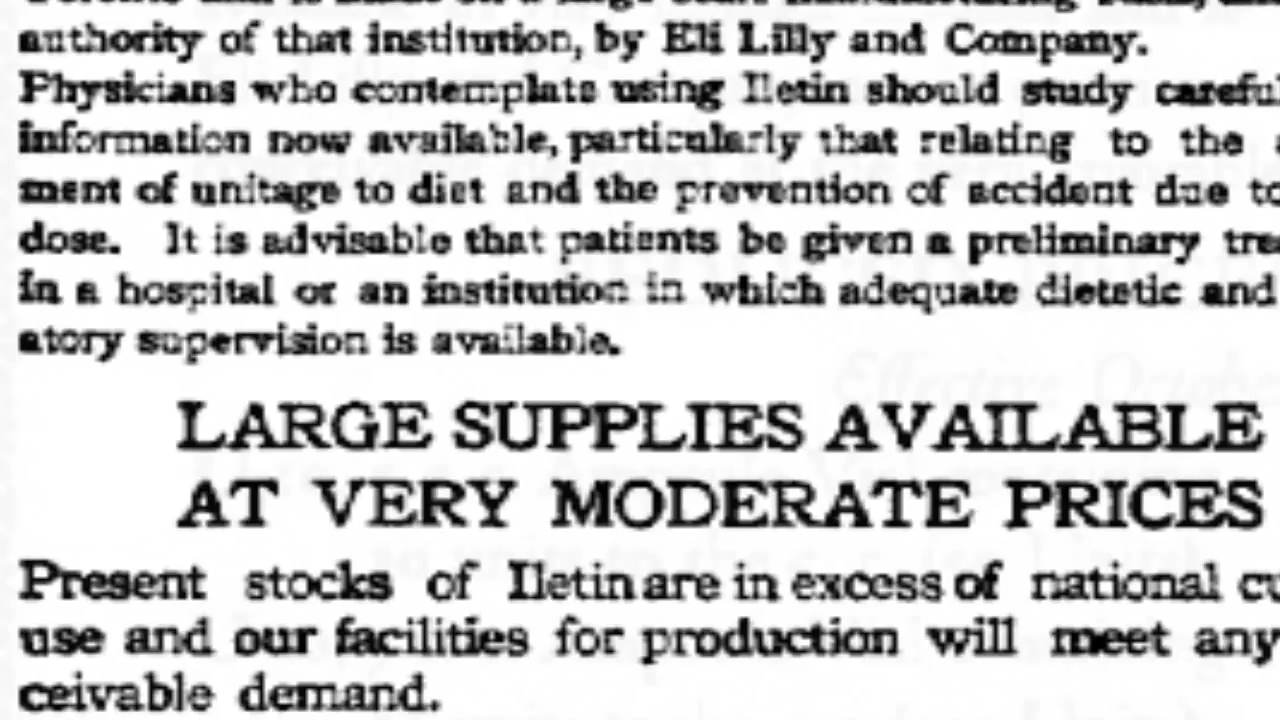 authority of that institution, by Eli Lilly and Company.
Physicians who contemplate using Iletin should study
information now available, particularly that relating to the
ment of unitage to diet and the prevention of accident due to
dose. It is advisable that patients be given a preliminary
in a hospital or an institution in which adequate dietetic and
atory supervision is available.
LARGE SUPPLIES AVAILABLE
AT VERY MODERATE PRICES
Present stocks of Iletin are in excess of national
use and our facilities for production will meet any
ceivable demand.